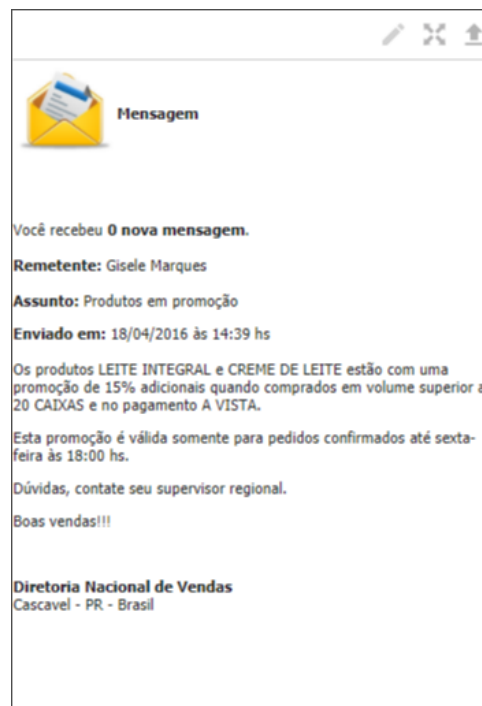 Mensagem
Você recebeu 0 nova mensagem.
Remetente: Gisele Marques
Assunto: Produtos em promoção
Enviado em: 18/04/2016 às 14:39 hs
Os produtos LEITE INTEGRAL e CREME DE LEITE estão com uma
promoção de 15% adicionais quando comprados em volume superior a
20 CAIXAS e no pagamento A VISTA.
Esta promoção é válida somente para pedidos confirmados até sexta-
feira às 18:00 hs.
Dúvidas, contate seu supervisor regional.
Boas vendas!!!
Diretoria Nacional de Vendas
Cascavel - PR - Brasil